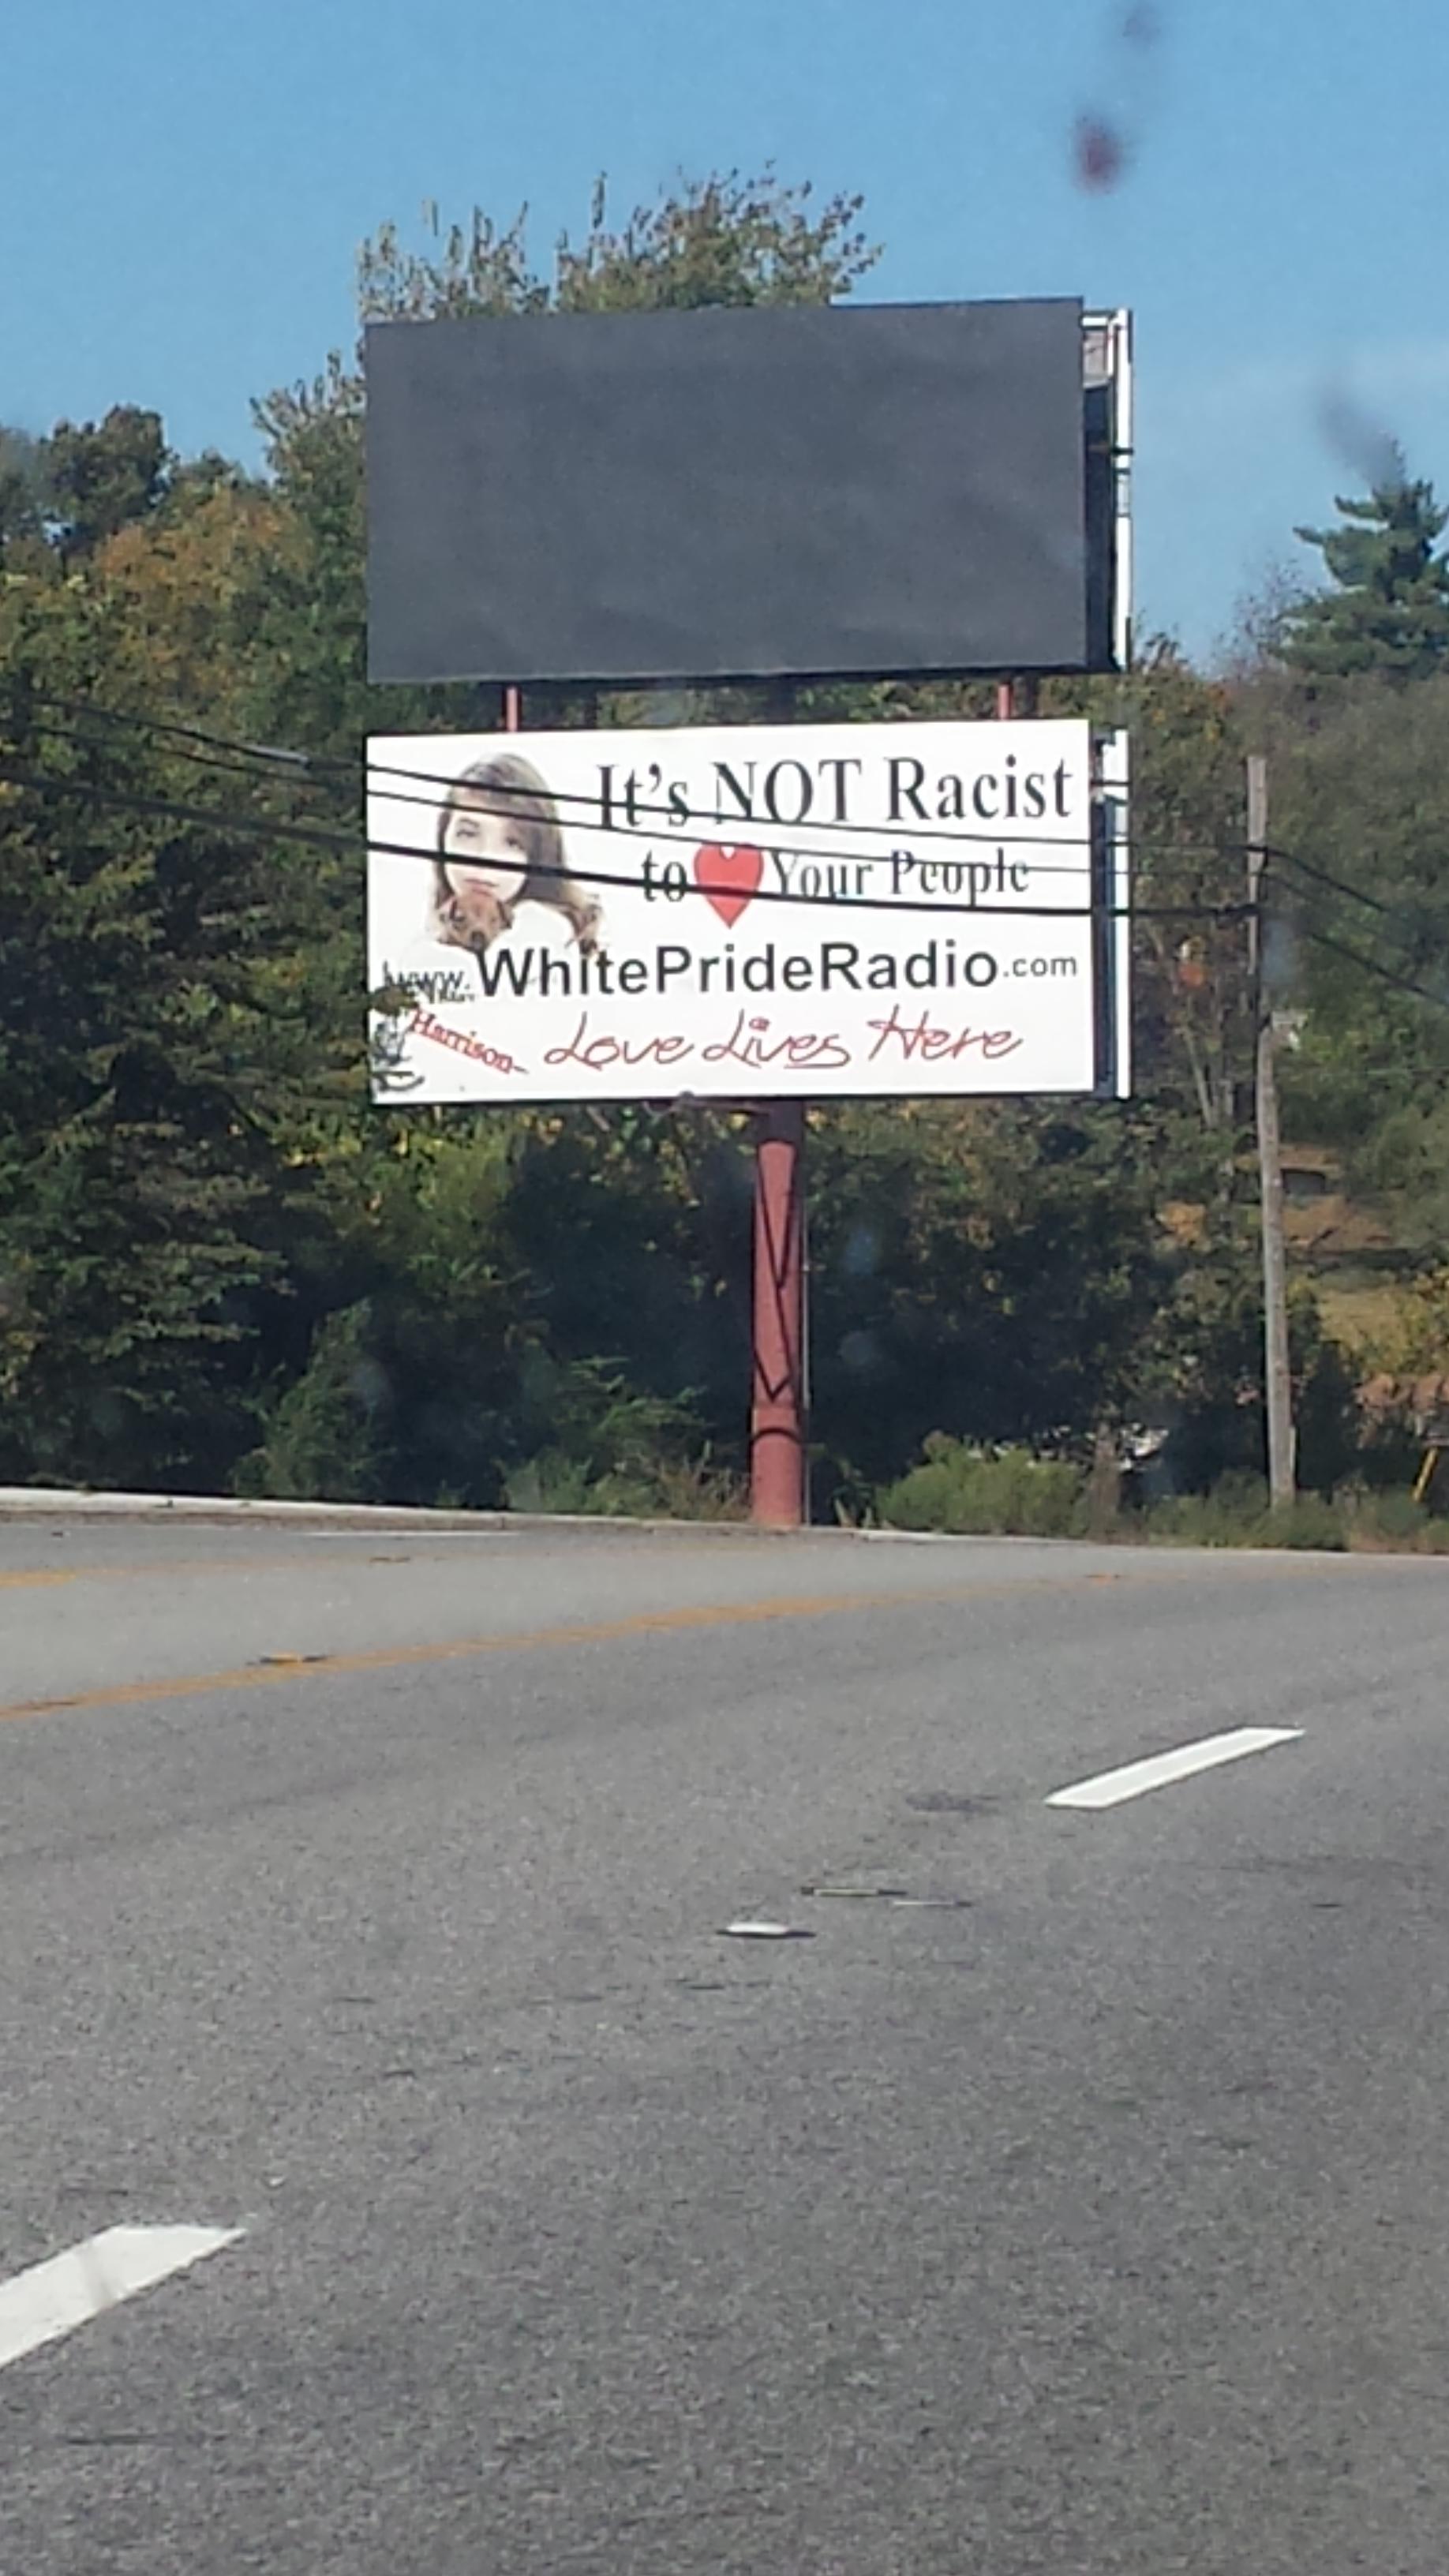 It's NOT Racist
to ❤ Your People
www.WhitePrideRadio.com
Harrison- Love Lives Here